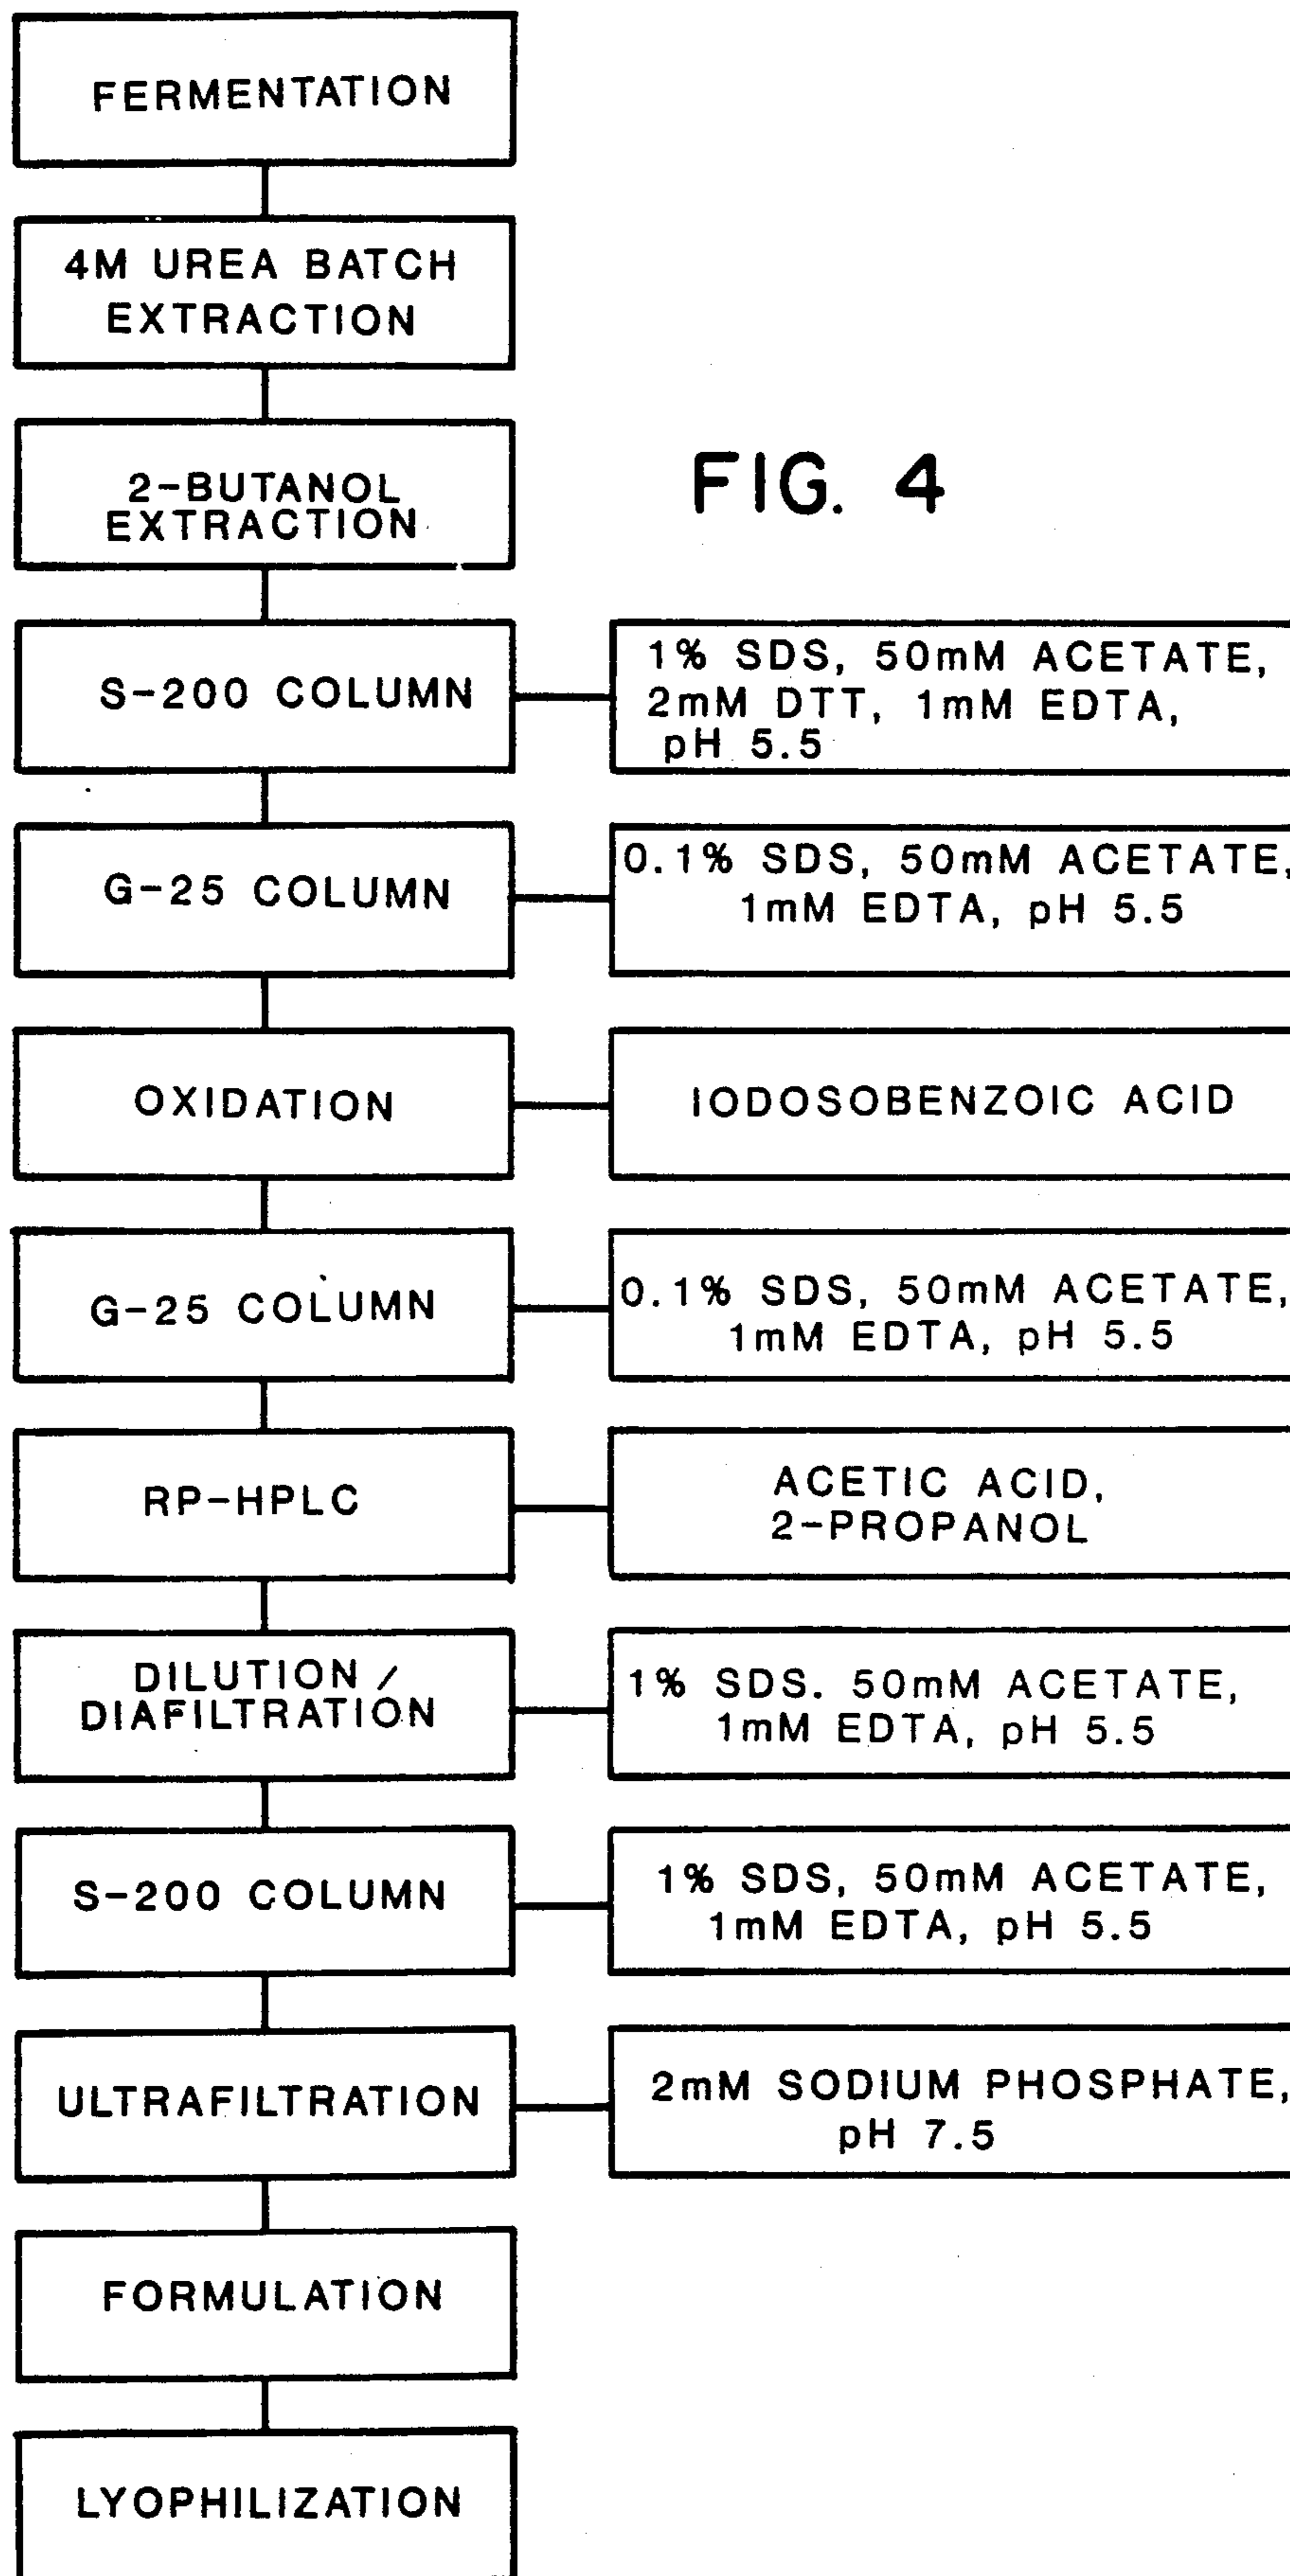 FERMENTATION
4M UREA BATCH
EXTRACTION
2-BUTANOL
EXTRACTION
FIG. 4
S-200 COLUMN
1% SDS, 50mM ACETATE,
2mM DTT, 1mM EDTA,
pH 5.5
G-25 COLUMN
0.1% SDS, 50mM ACETATE,
1mM EDTA, pH 5.5
OXIDATION
IODOSOBENZOIC ACID
G-25 COLUMN
0.1% SDS, 50mM ACETATE,
1mM EDTA, pH 5.5
RP-HPLC
ACETIC ACID,
2-PROPANOL
DILUTION /
DIAFILTRATION
1% SDS. 50mM ACETATE,
1mM EDTA, pH 5.5
S-200 COLUMN
1% SDS, 50mM ACETATE,
1mM EDTA, pH 5.5
ULTRAFILTRATION
2mM SODIUM PHOSPHATE,
pH 7.5
FORMULATION
LYOPHILIZATION